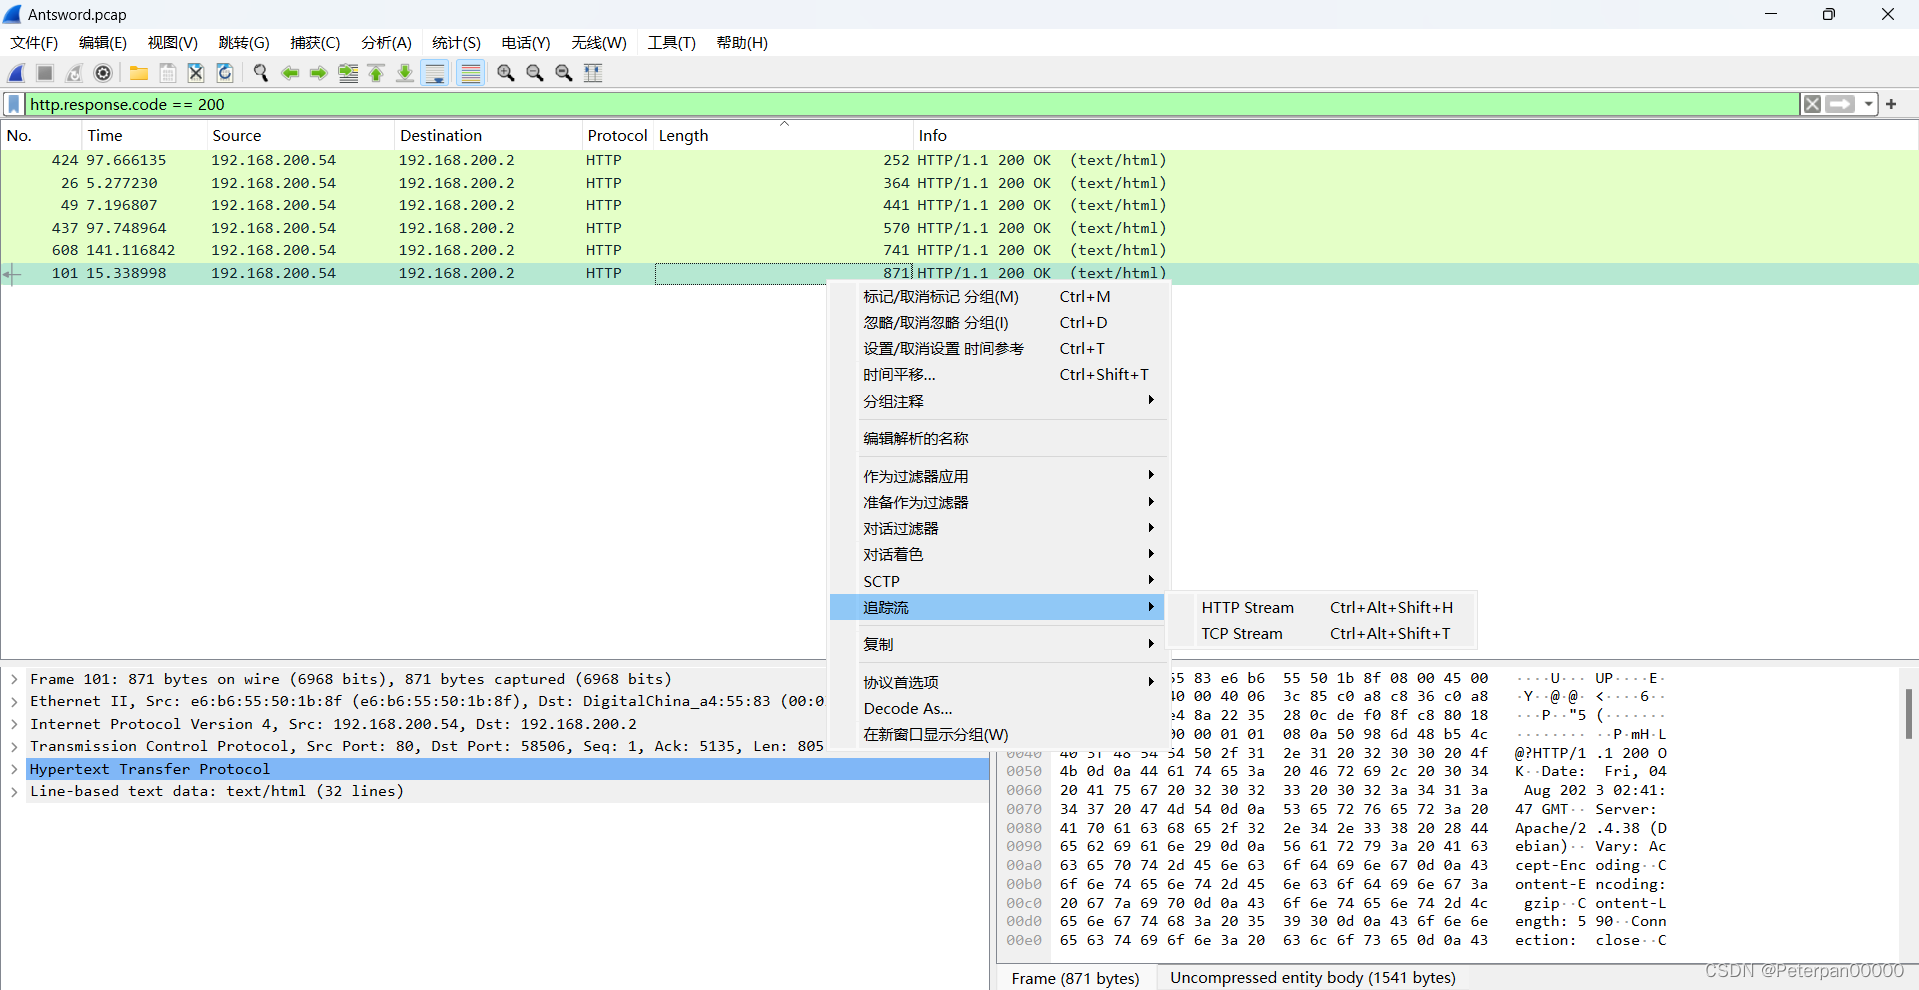 Antsword.pcap
文件(F) 编辑(E) 视图(V) 跳转(G) 捕获(C) 分析(A) 统计(S) 电话(Y) 无线(W) 工具(T) 帮助(H)
http.response.code == 200
No. Time Source Destination Protocol Length Info
424 97.666135 192.168.200.54 192.168.200.2 HTTP 252 HTTP/1.1 200 OK (text/html)
26 5.277230 192.168.200.54 192.168.200.2 HTTP 364 HTTP/1.1 200 OK (text/html)
49 7.196807 192.168.200.54 192.168.200.2 HTTP 441 HTTP/1.1 200 OK (text/html)
437 97.748964 192.168.200.54 192.168.200.2 HTTP 570 HTTP/1.1 200 OK (text/html)
608 141.116842 192.168.200.54 192.168.200.2 HTTP 741 HTTP/1.1 200 OK (text/html)
101 15.338998 192.168.200.54 192.168.200.2 HTTP 871 HTTP/1.1 200 OK (text/html)
标记/取消标记 分组(M) Ctrl+M
忽略/取消忽略 分组(I) Ctrl+D
设置/取消设置 时间参考 Ctrl+T
时间平移... Ctrl+Shift+T
分组注释
编辑解析的名称
作为过滤器应用
准备作为过滤器
对话过滤器
对话着色
SCTP
追踪流
HTTP Stream Ctrl+Alt+Shift+H
TCP Stream Ctrl+Alt+Shift+T
复制
协议首选项
Decode As...
在新窗口显示分组(W)
Frame 101: 871 bytes on wire (6968 bits), 871 bytes captured (6968 bits)
Ethernet II, Src: e6:b6:55:50:1b:8f (e6:b6:55:50:1b:8f), Dst: DigitalChina_a4:55:83 (00:0
Internet Protocol Version 4, Src: 192.168.200.54, Dst: 192.168.200.2
Transmission Control Protocol, Src Port: 80, Dst Port: 58506, Seq: 1, Ack: 5135, Len: 805
Hypertext Transfer Protocol
Line-based text data: text/html (32 lines)
55 83 e6 b6 55 50 1b 8f 08 00 45 00 ····U··· UP····E·
40 00 40 06 3c 85 c0 a8 c8 36 c0 a8 ·Y··@·@· <····6··
e4 8a 22 35 28 0c de f0 8f c8 80 18 ···P··"5 (·······
00 00 01 01 08 0a 50 98 6d 48 b5 4c ········ ··P·mH·L
0040 40 3f 48 54 54 50 2f 31 2e 31 20 32 30 30 20 4f @?HTTP/1 .1 200 O
0050 4b 0d 0a 44 61 74 65 3a 20 46 72 69 2c 20 30 34 K··Date: Fri, 04
0060 20 41 75 67 20 32 30 32 33 20 30 32 3a 34 31 3a Aug 202 3 02:41:
0070 34 37 20 47 4d 54 0d 0a 53 65 72 76 65 72 3a 20 47 GMT·· Server:
0080 41 70 61 63 68 65 2f 32 2e 34 2e 33 38 20 28 44 Apache/2 .4.38 (D
0090 65 62 69 61 6e 29 0d 0a 56 61 72 79 3a 20 41 63 ebian)·· Vary: Ac
00a0 63 65 70 74 2d 45 6e 63 6f 64 69 6e 67 0d 0a 43 cept-Enc oding··C
00b0 6f 6e 74 65 6e 74 2d 45 6e 63 6f 64 69 6e 67 3a ontent-E ncoding:
00c0 20 67 7a 69 70 0d 0a 43 6f 6e 74 65 6e 74 2d 4c gzip··C ontent-L
00d0 65 6e 67 74 68 3a 20 35 39 30 0d 0a 43 6f 6e 6e ength: 5 90··Conn
00e0 65 63 74 69 6f 6e 3a 20 63 6c 6f 73 65 0d 0a 43 ection: close··C
Frame (871 bytes) Uncompressed entity body (1541 bytes)
CSDN @Peterpan00000